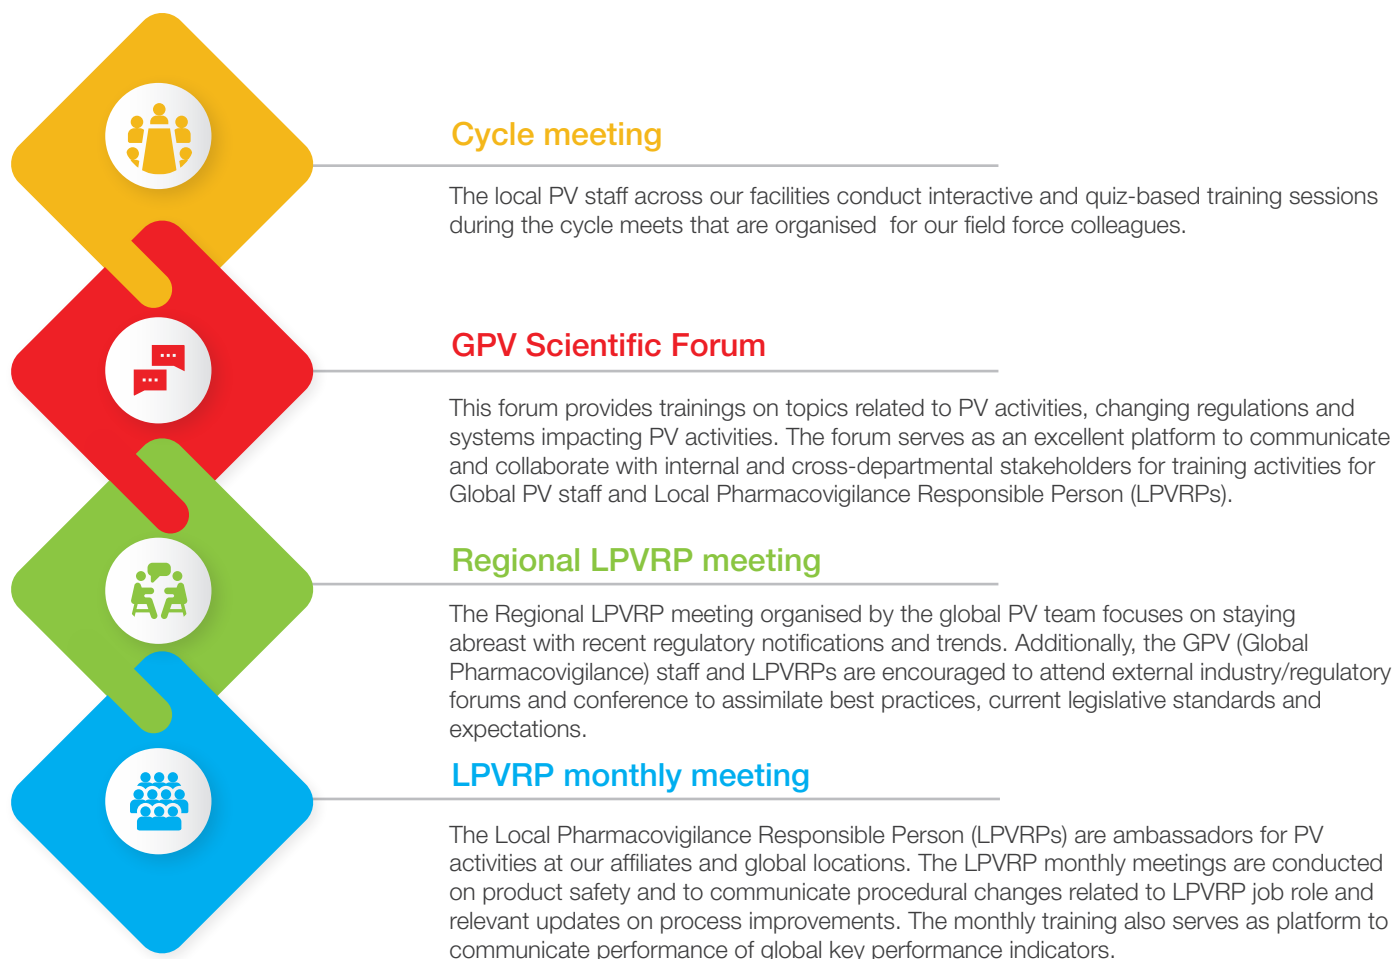 Cycle meeting
The local PV staff across our facilities conduct interactive and quiz-based training sessions
during the cycle meets that are organised  for our field force colleagues.
GPV Scientific Forum
This forum provides trainings on topics related to PV activities, changing regulations and
systems impacting PV activities. The forum serves as an excellent platform to communicate
and collaborate with internal and cross-departmental stakeholders for training activities for
Global PV staff and Local Pharmacovigilance Responsible Person (LPVRPs).
Regional LPVRP meeting
The Regional LPVRP meeting organised by the global PV team focuses on staying
abreast with recent regulatory notifications and trends. Additionally, the GPV (Global
Pharmacovigilance) staff and LPVRPs are encouraged to attend external industry/regulatory
forums and conference to assimilate best practices, current legislative standards and
expectations.
LPVRP monthly meeting
The Local Pharmacovigilance Responsible Person (LPVRPs) are ambassadors for PV
activities at our affiliates and global locations. The LPVRP monthly meetings are conducted
on product safety and to communicate procedural changes related to LPVRP job role and
relevant updates on process improvements. The monthly training also serves as platform to
communicate performance of global key performance indicators.